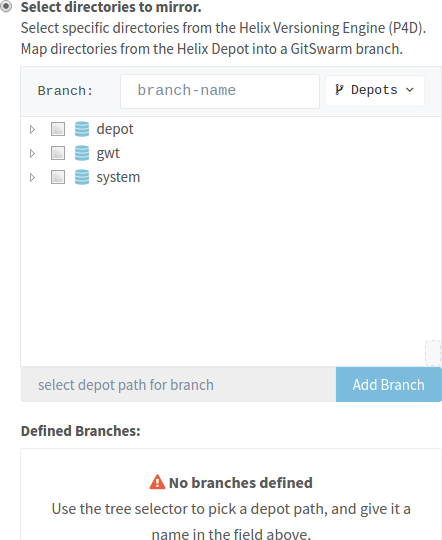 Select directories to mirror.
Select specific directories from the Helix Versioning Engine (P4D).
Map directories from the Helix Depot into a GitSwarm branch.
Branch: branch-name Depots
depot
gwt
system
select depot path for branch Add Branch
Defined Branches:
No branches defined
Use the tree selector to pick a depot path, and give it a
name in the field above.